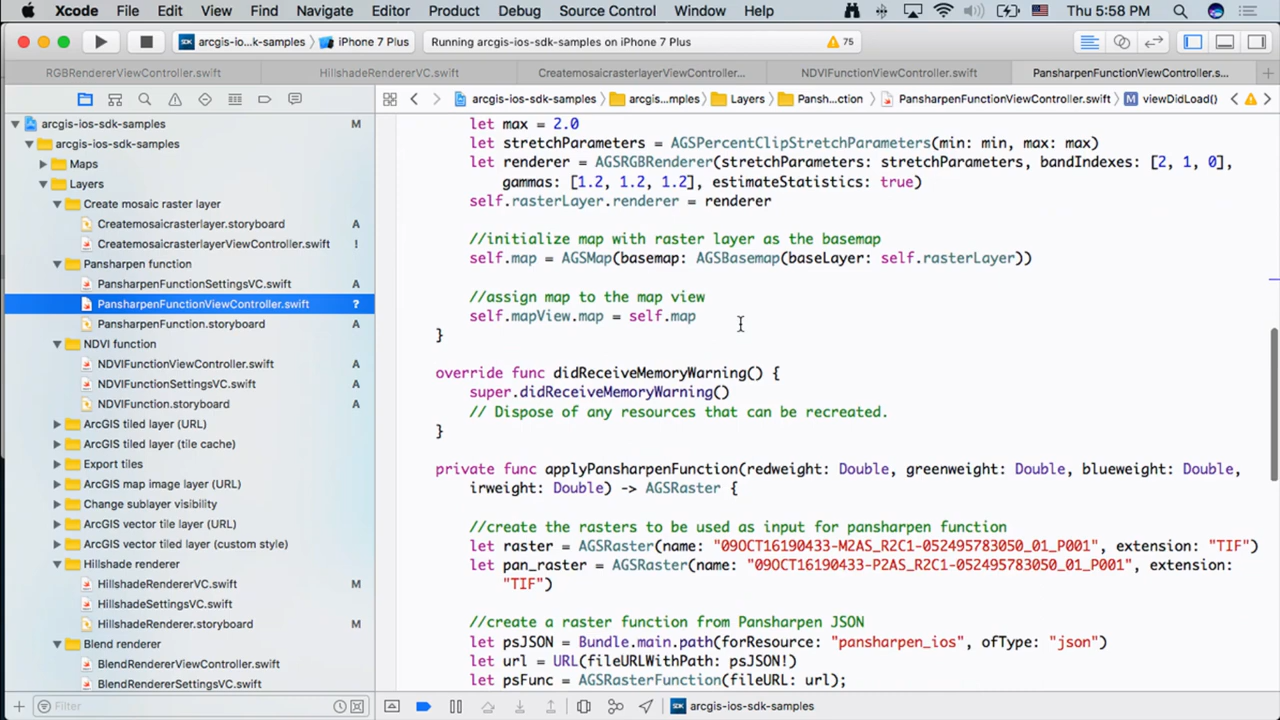 Xcode File Edit View Find Navigate Editor Product Debug Source Control Window Help Thu 5:58 PM
arcgis-io...k-samples iPhone 7 Plus Running arcgis-ios-sdk-samples on iPhone 7 Plus 75
RGBRendererViewController.swift HillshadeRendererVC.swift CreatemosaicrasterlayerViewController... NDVIFunctionViewController.swift PansharpenFunctionViewController.s...
arcgis-ios-sdk-samples arcgis...mples Layers Pansh...ction PansharpenFunctionViewController.swift M viewDidLoad()
arcgis-ios-sdk-samples M
arcgis-ios-sdk-samples
Maps
Layers
Create mosaic raster layer
Createmosaicrasterlayer.storyboard A
CreatemosaicrasterlayerViewController.swift !
Pansharpen function
PansharpenFunctionSettingsVC.swift A
PansharpenFunctionViewController.swift ?
PansharpenFunction.storyboard A
NDVI function
NDVIFunctionViewController.swift A
NDVIFunctionSettingsVC.swift A
NDVIFunction.storyboard A
ArcGIS tiled layer (URL)
ArcGIS tiled layer (tile cache)
Export tiles
ArcGIS map image layer (URL)
Change sublayer visibility
ArcGIS vector tile layer (URL)
ArcGIS vector tiled layer (custom style)
Hillshade renderer
HillshadeRendererVC.swift M
HillshadeSettingsVC.swift
HillshadeRenderer.storyboard M
Blend renderer
BlendRendererViewController.swift
BlendRendererSettingsVC.swift
Filter
let max = 2.0
let stretchParameters = AGSPercentClipStretchParameters(min: min, max: max)
let renderer = AGSRGBRenderer(stretchParameters: stretchParameters, bandIndexes: [2, 1, 0],
gammas: [1.2, 1.2, 1.2], estimateStatistics: true)
self.rasterLayer.renderer = renderer
//initialize map with raster layer as the basemap
self.map = AGSMap(basemap: AGSBasemap(baseLayer: self.rasterLayer))
//assign map to the map view
self.mapView.map = self.map
}
override func didReceiveMemoryWarning() {
super.didReceiveMemoryWarning()
// Dispose of any resources that can be recreated.
}
private func applyPansharpenFunction(redweight: Double, greenweight: Double, blueweight: Double,
irweight: Double) -> AGSRaster {
//create the rasters to be used as input for pansharpen function
let raster = AGSRaster(name: "09OCT16190433-M2AS_R2C1-052495783050_01_P001", extension: "TIF")
let pan_raster = AGSRaster(name: "09OCT16190433-P2AS_R2C1-052495783050_01_P001", extension:
"TIF")
//create a raster function from Pansharpen JSON
let psJSON = Bundle.main.path(forResource: "pansharpen_ios", ofType: "json")
let url = URL(fileURLWithPath: psJSON!)
let psFunc = AGSRasterFunction(fileURL: url);
arcgis-ios-sdk-samples